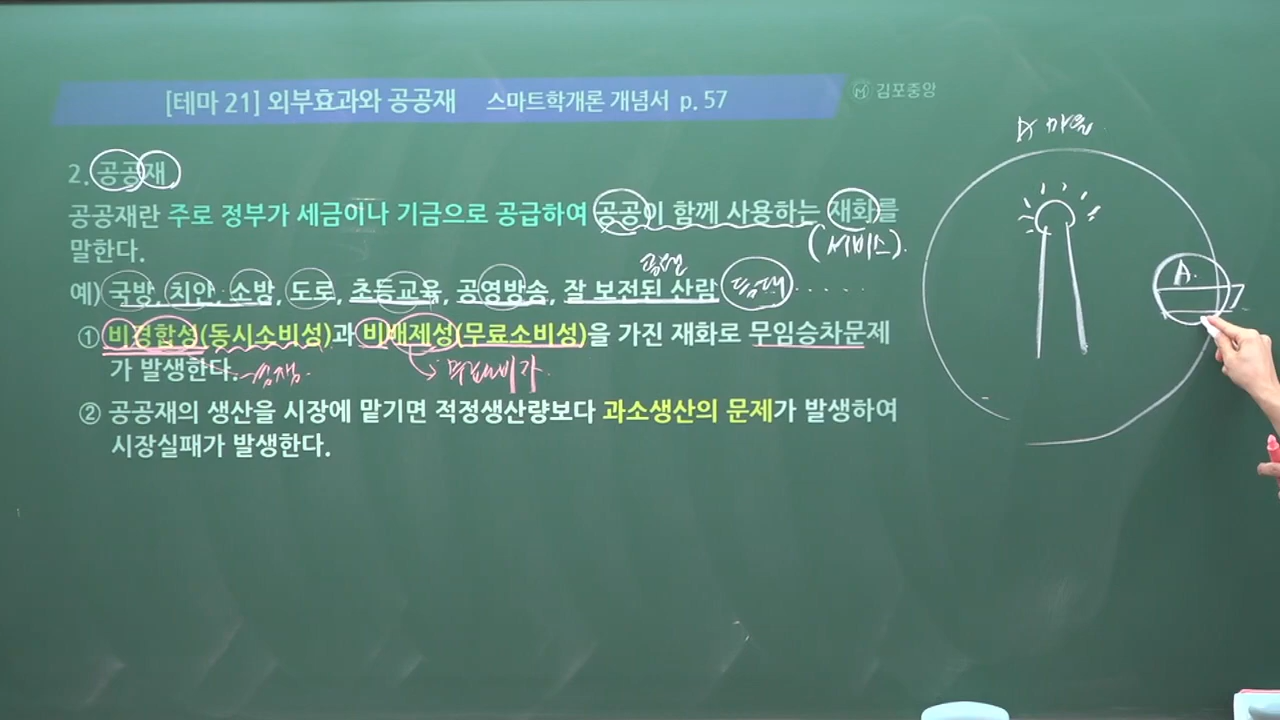 [테마 21] 외부효과와 공공재 스마트학개론 개념서 p. 57
김포중앙
2. 공공재
공공재란 주로 정부가 세금이나 기금으로 공급하여 공공이 함께 사용하는 재화를
말한다.
(서비스).
공원
예) 국방, 치안, 소방, 도로, 초등교육, 공영방송, 잘 보전된 산림 등대 .....
① 비경합성(동시소비성)과 비배제성(무료소비성)을 가진 재화로 무임승차문제
가 발생한다.
② 공공재의 생산을 시장에 맡기면 적정생산량보다 과소생산의 문제가 발생하여
시장실패가 발생한다.
A.